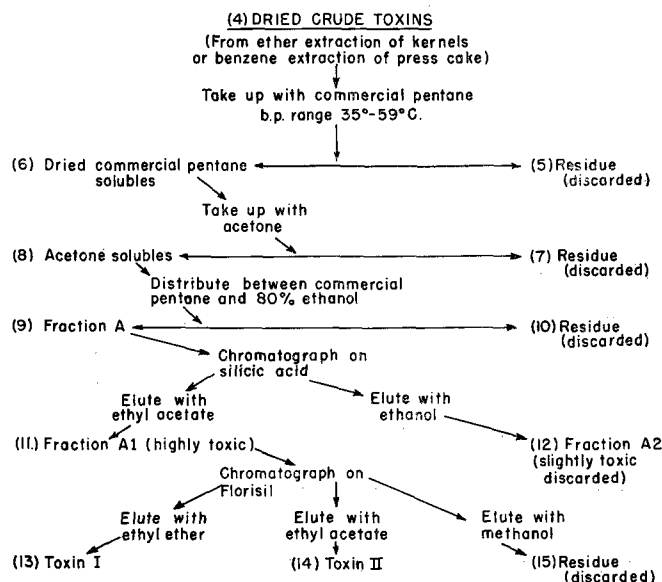 (4) DRIED CRUDE TOXINS
(From ether extraction of kernels
or benzene extraction of press cake)
Take up with commercial pentane
b.p. range 35°-59°C.
(6) Dried commercial pentane
solubles
(5) Residue
(discarded)
Take up with
acetone
(8) Acetone solubles
(7) Residue
(discarded)
Distribute between commercial
pentane and 80% ethanol
(9) Fraction A
(10) Residue
(discarded)
Chromatograph on
silicic acid
Elute with
ethyl acetate
Elute with
ethanol
(11.) Fraction A1 (highly toxic)
(12) Fraction A2
(slightly toxic
discarded)
Chromatograph on
Florisil
Elute with
ethyl ether
Elute with
ethyl acetate
Elute with
methanol
(13) Toxin I
(14) Toxin II
(15) Residue
(discarded)